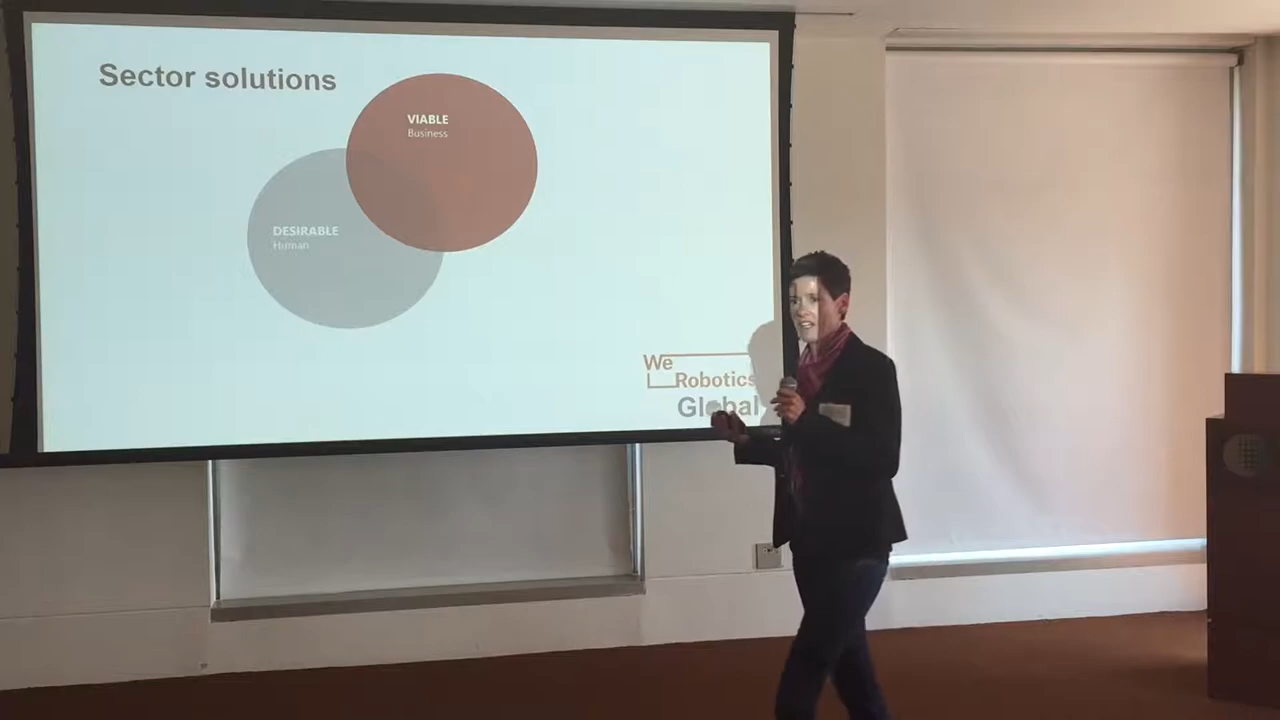 Sector solutions
VIABLE
Business
DESIRABLE
Human
We
Robotics
Global